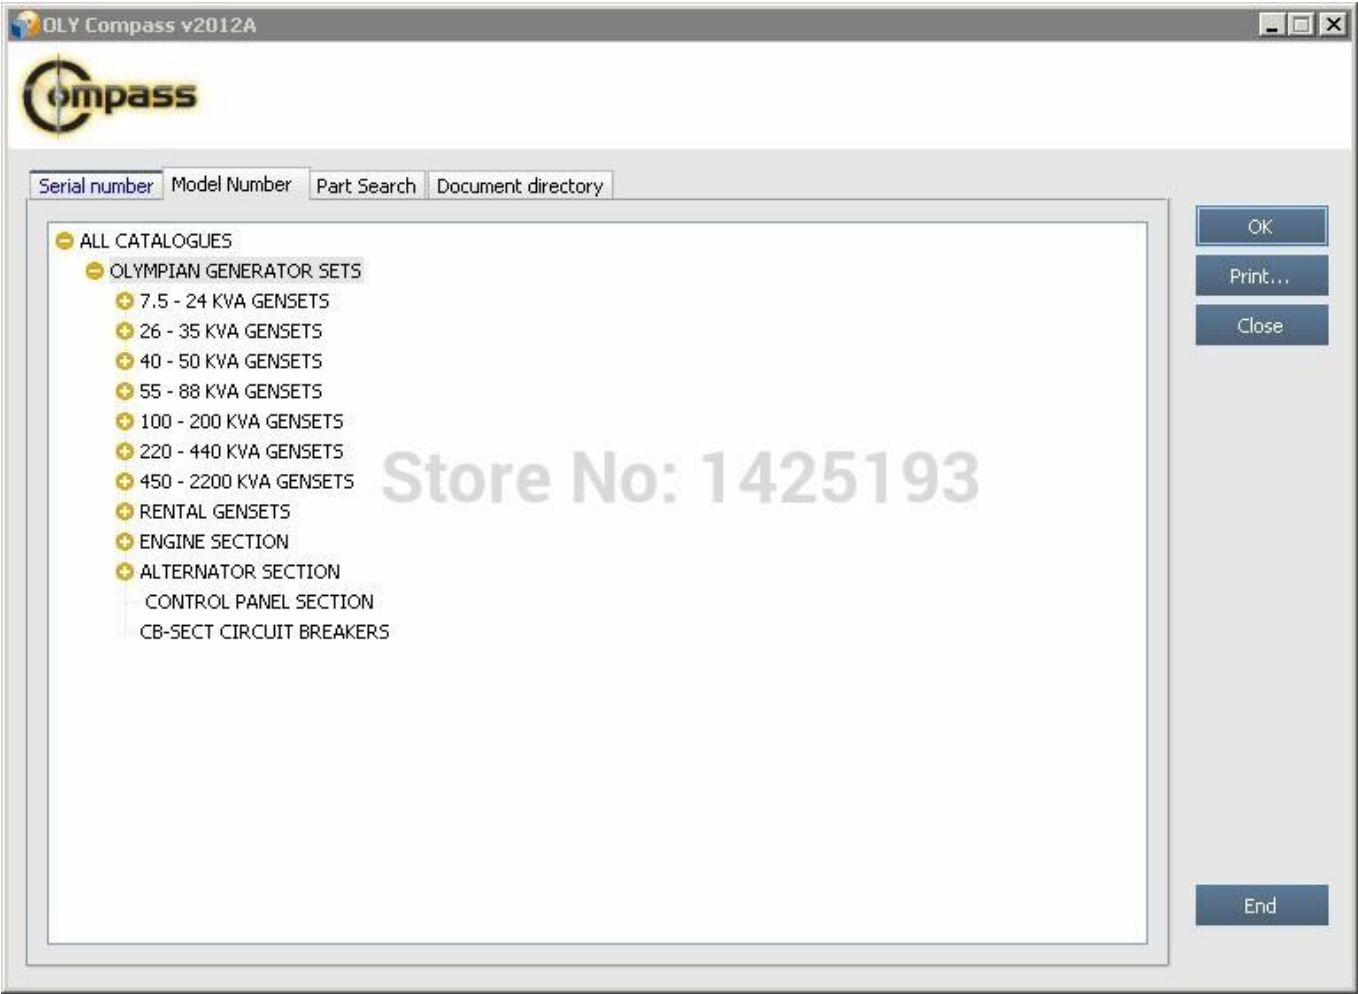 OLY Compass v2012A
Compass
Serial number Model Number Part Search Document directory
ALL CATALOGUES
OLYMPIAN GENERATOR SETS
7.5 - 24 KVA GENSETS
26 - 35 KVA GENSETS
40 - 50 KVA GENSETS
55 - 88 KVA GENSETS
100 - 200 KVA GENSETS
220 - 440 KVA GENSETS
450 - 2200 KVA GENSETS
RENTAL GENSETS
ENGINE SECTION
ALTERNATOR SECTION
CONTROL PANEL SECTION
CB-SECT CIRCUIT BREAKERS
Store No: 1425193
OK
Print...
Close
End